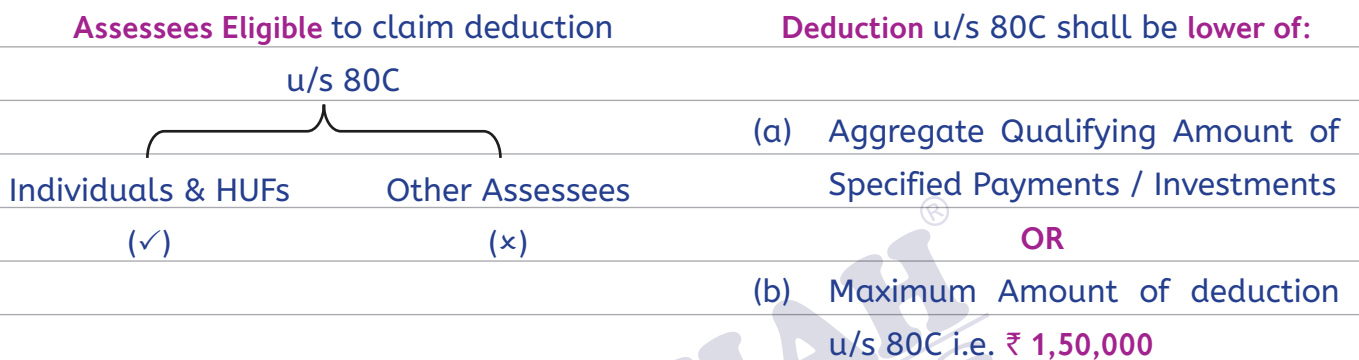 Assessees Eligible to claim deduction
u/s 80C
Individuals & HUFs
(✓)
Other Assessees
(×)
Deduction u/s 80C shall be lower of:
(a) Aggregate Qualifying Amount of
Specified Payments / Investments
OR
(b) Maximum Amount of deduction
u/s 80C i.e. ₹ 1,50,000